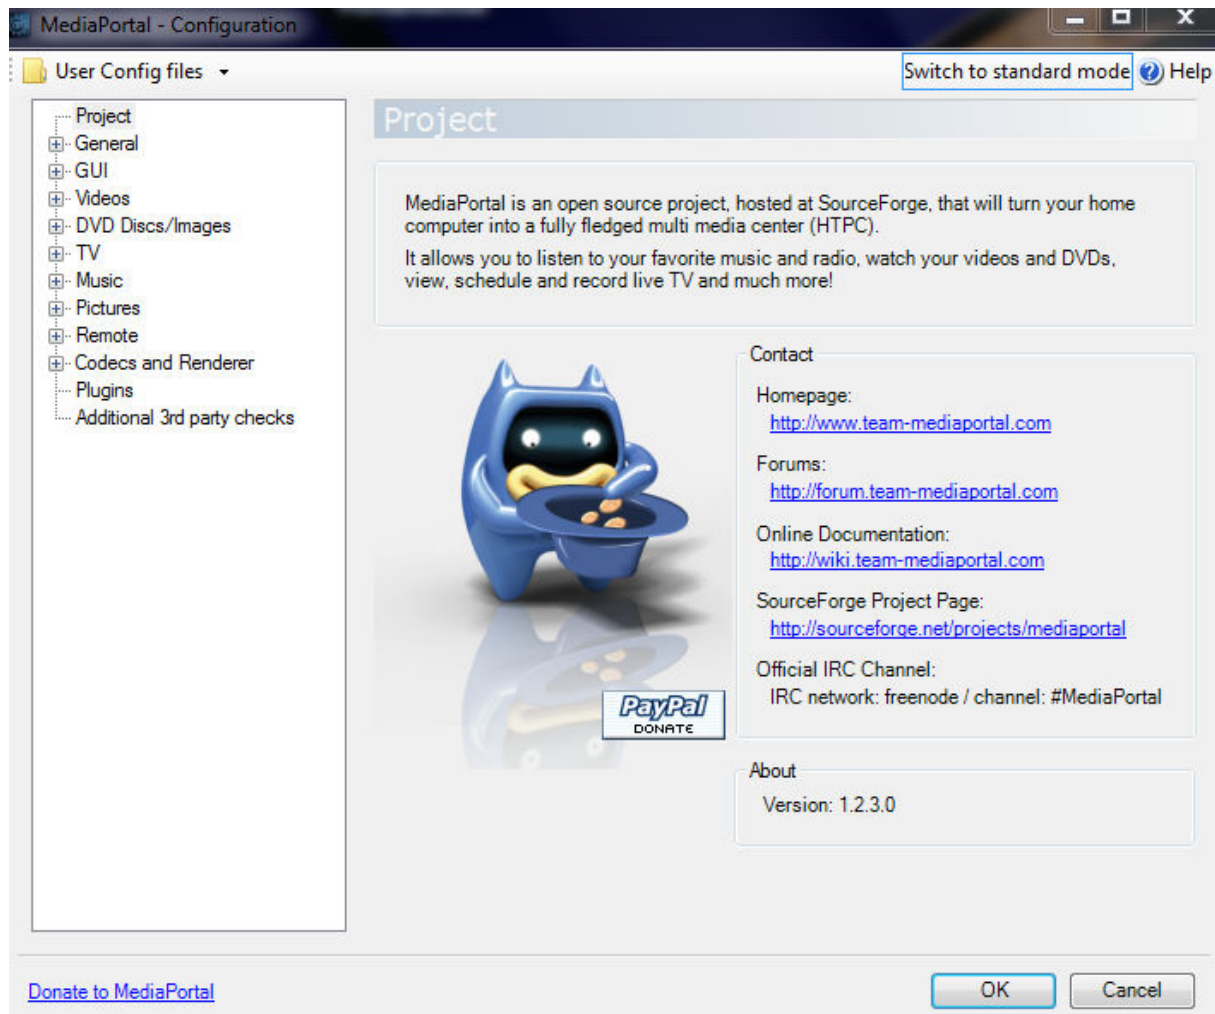 MediaPortal - Configuration
User Config files
Switch to standard mode
Help
Project
General
GUI
Videos
DVD Discs/Images
TV
Music
Pictures
Remote
Codecs and Renderer
Plugins
Additional 3rd party checks
Project
MediaPortal is an open source project, hosted at SourceForge, that will turn your home
computer into a fully fledged multi media center (HTPC).
It allows you to listen to your favorite music and radio, watch your videos and DVDs,
view, schedule and record live TV and much more!
PayPal
DONATE
Contact
Homepage:
http://www.team-mediaportal.com
Forums:
http://forum.team-mediaportal.com
Online Documentation:
http://wiki.team-mediaportal.com
SourceForge Project Page:
http://sourceforge.net/projects/mediaportal
Official IRC Channel:
IRC network: freenode / channel: #MediaPortal
About
Version: 1.2.3.0
Donate to MediaPortal
OK
Cancel